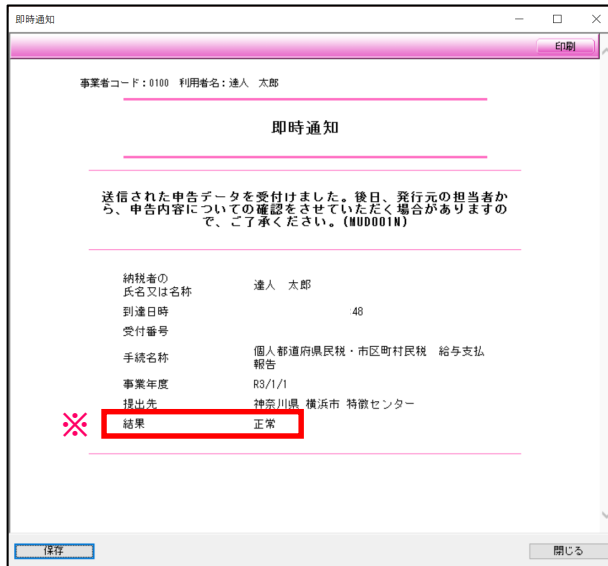 即時通知
印刷
事業者コード：0100 利用者名：達人 太郎
即時通知
送信された申告データを受付けました。後日、発行元の担当者か
ら、申告内容についての確認をさせていただく場合がありますの
で、ご了承ください。(MUD001N)
納税者の
氏名又は名称 達人 太郎
到達日時 48
受付番号
手続名称 個人都道府県民税・市区町村民税 給与支払
報告
事業年度 R3/1/1
提出先 神奈川県 横浜市 特徴センター
※ 結果 正常
保存 閉じる